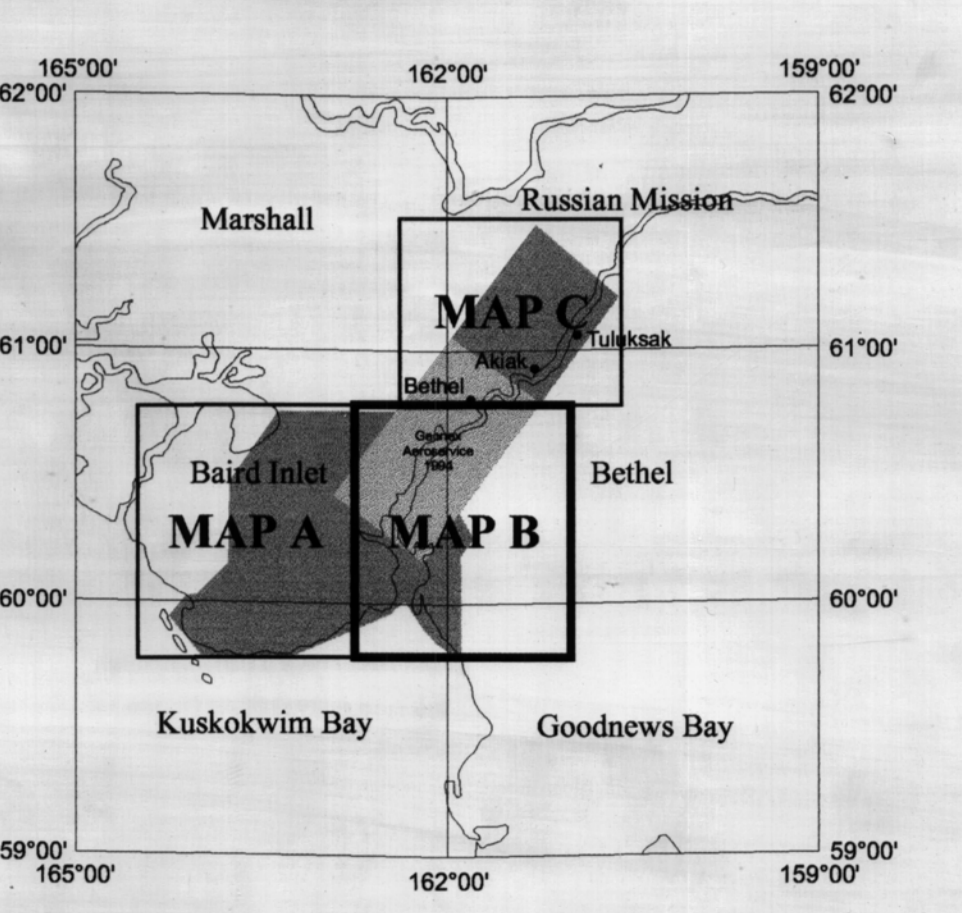 165°00' 162°00' 159°00'
62°00' 62°00'
Russian Mission
Marshall
MAP C
Tuluksak
61°00' 61°00'
Akiak
Bethel
Geonex
Aeroservice
1994
Baird Inlet Bethel
MAP A MAP B
60°00' 60°00'
Kuskokwim Bay Goodnews Bay
59°00' 59°00'
165°00' 162°00' 159°00'